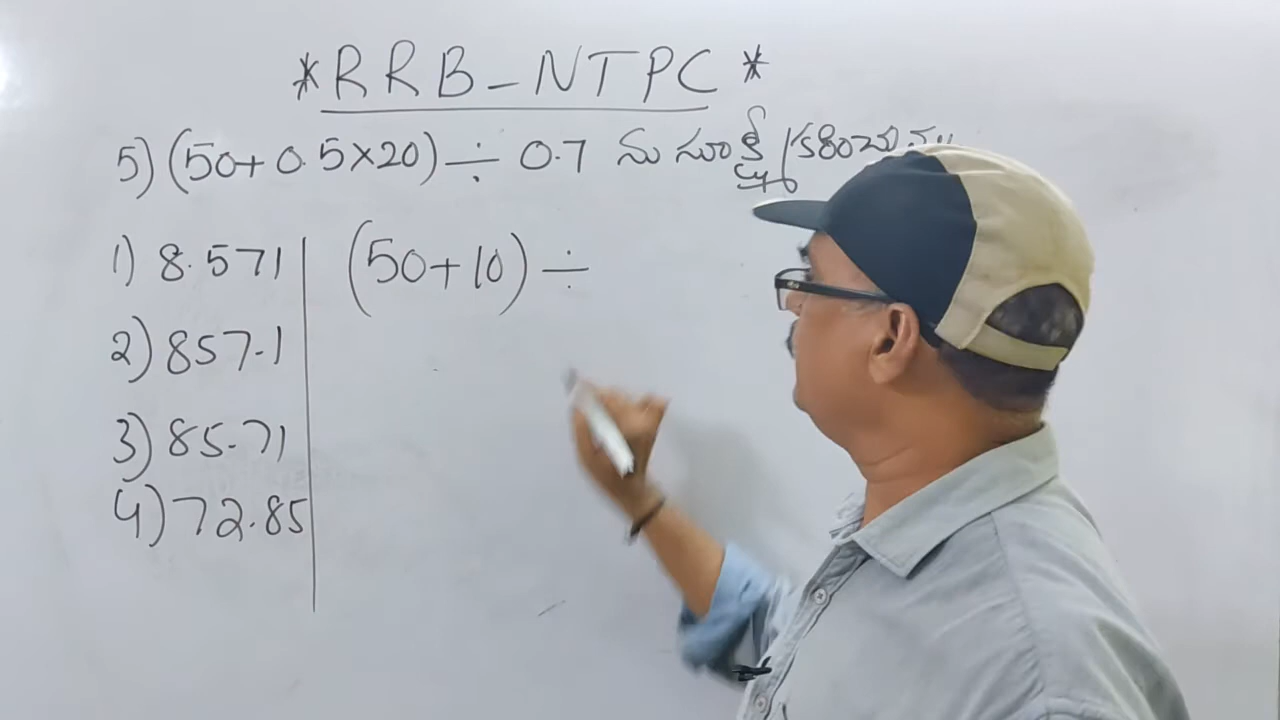 *RRB-NTPC*
5) (50+0.5×20) ÷ 0.7 ను సూక్ష్మీకరించుము
1) 8.571
(50+10) ÷
2) 857.1
3) 85.71
4) 72.85